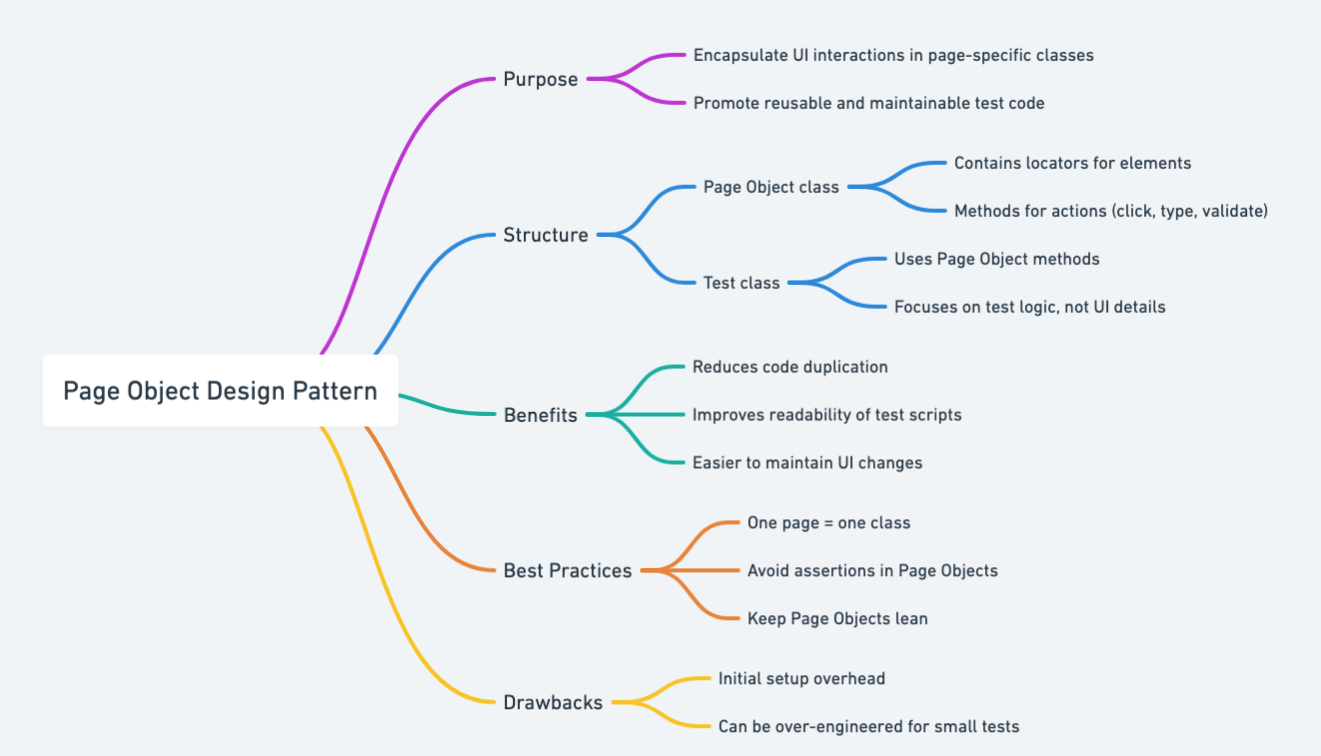 Page Object Design Pattern
Purpose
Encapsulate UI interactions in page-specific classes
Promote reusable and maintainable test code
Structure
Page Object class
Contains locators for elements
Methods for actions (click, type, validate)
Test class
Uses Page Object methods
Focuses on test logic, not UI details
Benefits
Reduces code duplication
Improves readability of test scripts
Easier to maintain UI changes
Best Practices
One page = one class
Avoid assertions in Page Objects
Keep Page Objects lean
Drawbacks
Initial setup overhead
Can be over-engineered for small tests